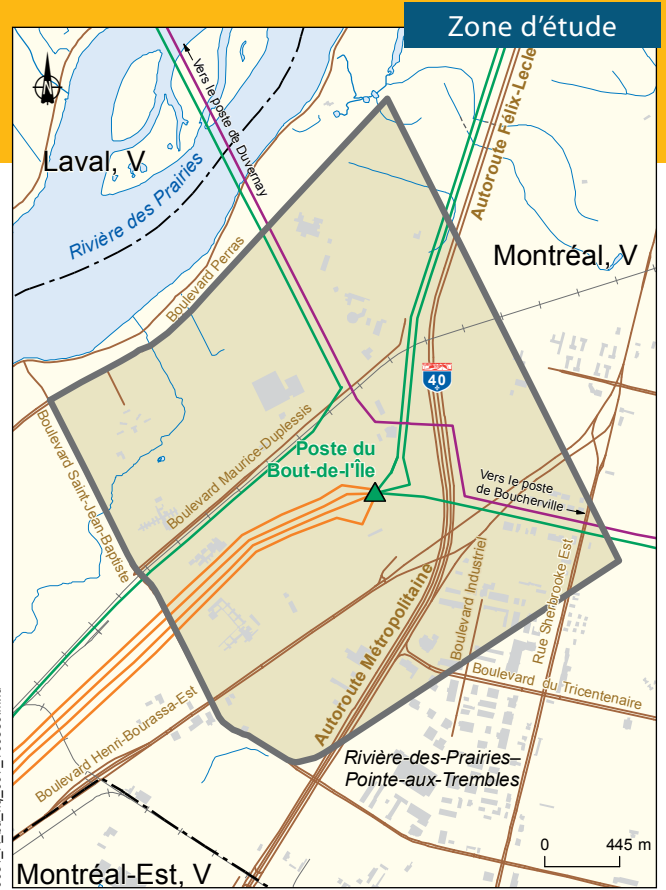 Zone d'étude
Vers le poste de Duvernay
Autoroute Félix-Lecle
Laval, V
Rivière des Prairies
Montréal, V
Boulevard Perras
40
Boulevard Maurice-Duplessis
Poste du
Bout-de-l'Île
Vers le poste
de Boucherville
Boulevard Saint-Jean-Baptiste
Boulevard Industriel
Rue Sherbrooke Est
Autoroute Métropolitaine
Boulevard du Tricentenaire
Boulevard Henri-Bourassa-Est
Rivière-des-Prairies–
Pointe-aux-Trembles
0 445 m
Montréal-Est, V